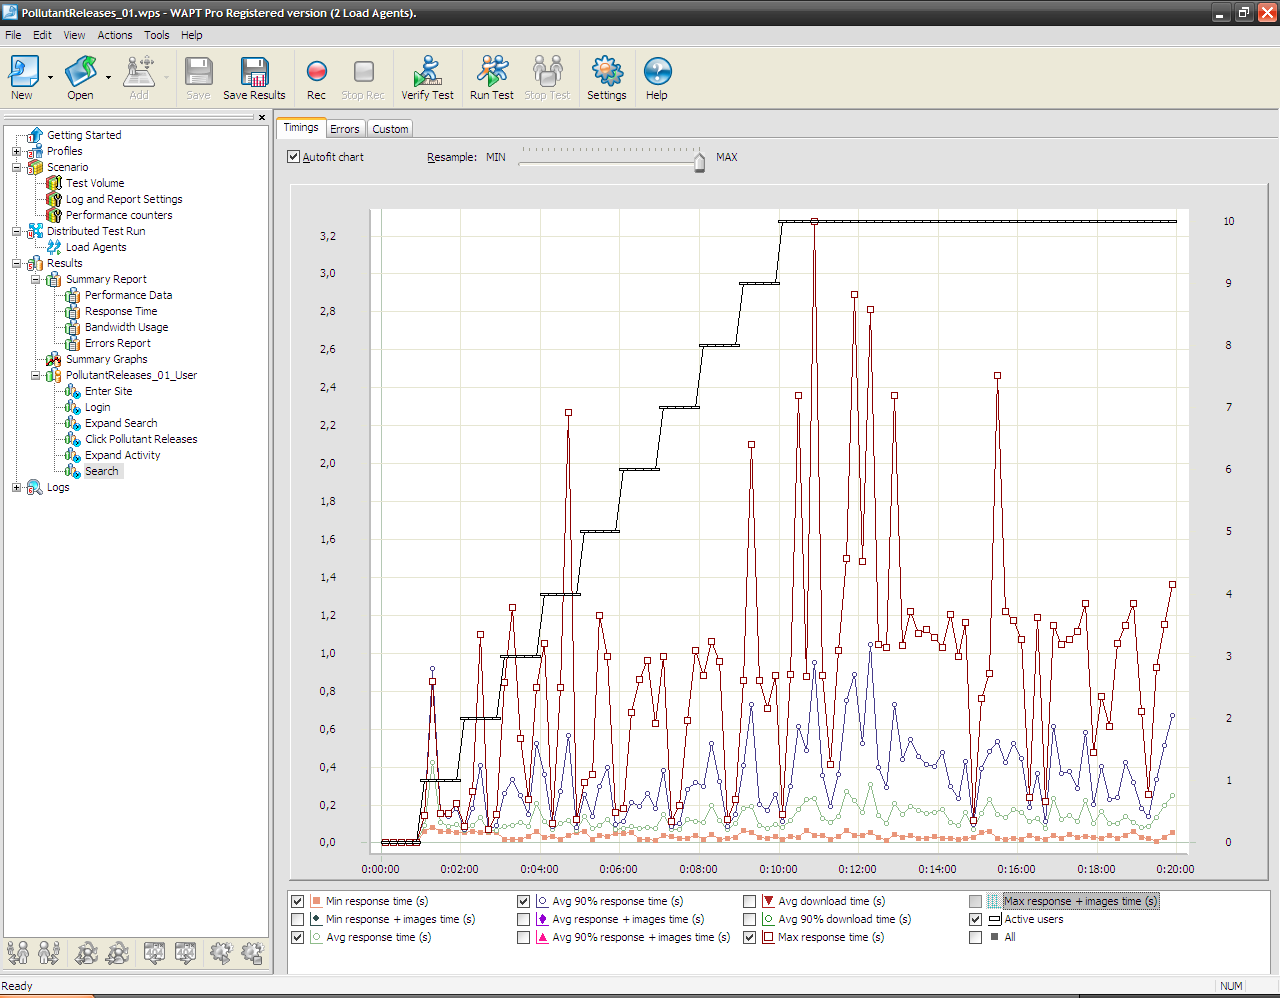 PollutantReleases_01.wps - WAPT Pro Registered version (2 Load Agents).
File Edit View Actions Tools Help
New Open Add Save Save Results Rec Stop Rec Verify Test Run Test Stop Test Settings Help
Getting Started
Profiles
Scenario
Test Volume
Log and Report Settings
Performance counters
Distributed Test Run
Load Agents
Results
Summary Report
Performance Data
Response Time
Bandwidth Usage
Errors Report
Summary Graphs
PollutantReleases_01_User
Enter Site
Login
Expand Search
Click Pollutant Releases
Expand Activity
Search
Logs
Timings Errors Custom
Autofit chart Resample: MIN MAX
10
3,2
3,0
9
2,8
2,6
8
2,4
7
2,2
2,0
6
1,8
1,6
5
1,4
4
1,2
1,0
3
0,8
2
0,6
0,4
1
0,2
0,0 0
0:00:00 0:02:00 0:04:00 0:06:00 0:08:00 0:10:00 0:12:00 0:14:00 0:16:00 0:18:00 0:20:00
Min response time (s) Avg 90% response time (s) Avg download time (s) Max response + images time (s)
Min response + images time (s) Avg response + images time (s) Avg 90% download time (s) Active users
Avg response time (s) Avg 90% response + images time (s) Max response time (s) All
Ready NUM